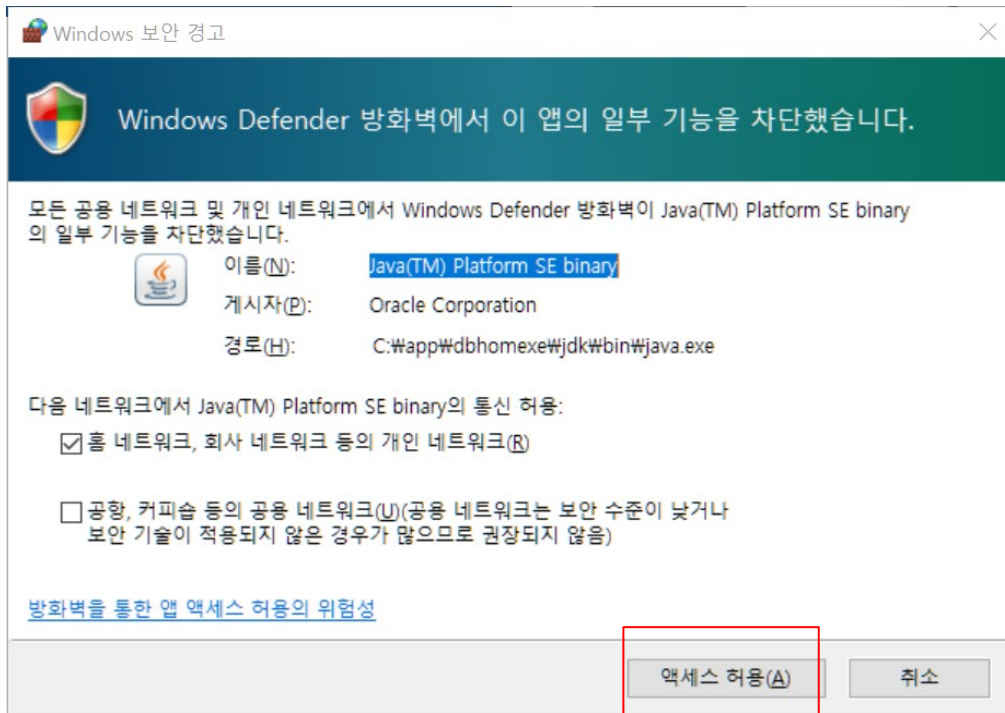 Windows 보안 경고
Windows Defender 방화벽에서 이 앱의 일부 기능을 차단했습니다.
모든 공용 네트워크 및 개인 네트워크에서 Windows Defender 방화벽이 Java(TM) Platform SE binary
의 일부 기능을 차단했습니다.
이름(N): Java(TM) Platform SE binary
게시자(P): Oracle Corporation
경로(H): C:₩app₩dbhomexe₩jdk₩bin₩java.exe
다음 네트워크에서 Java(TM) Platform SE binary의 통신 허용:
홈 네트워크, 회사 네트워크 등의 개인 네트워크(R)
공항, 커피숍 등의 공용 네트워크(U)(공용 네트워크는 보안 수준이 낮거나
보안 기술이 적용되지 않은 경우가 많으므로 권장되지 않음)
방화벽을 통한 앱 액세스 허용의 위험성
액세스 허용(A) 취소